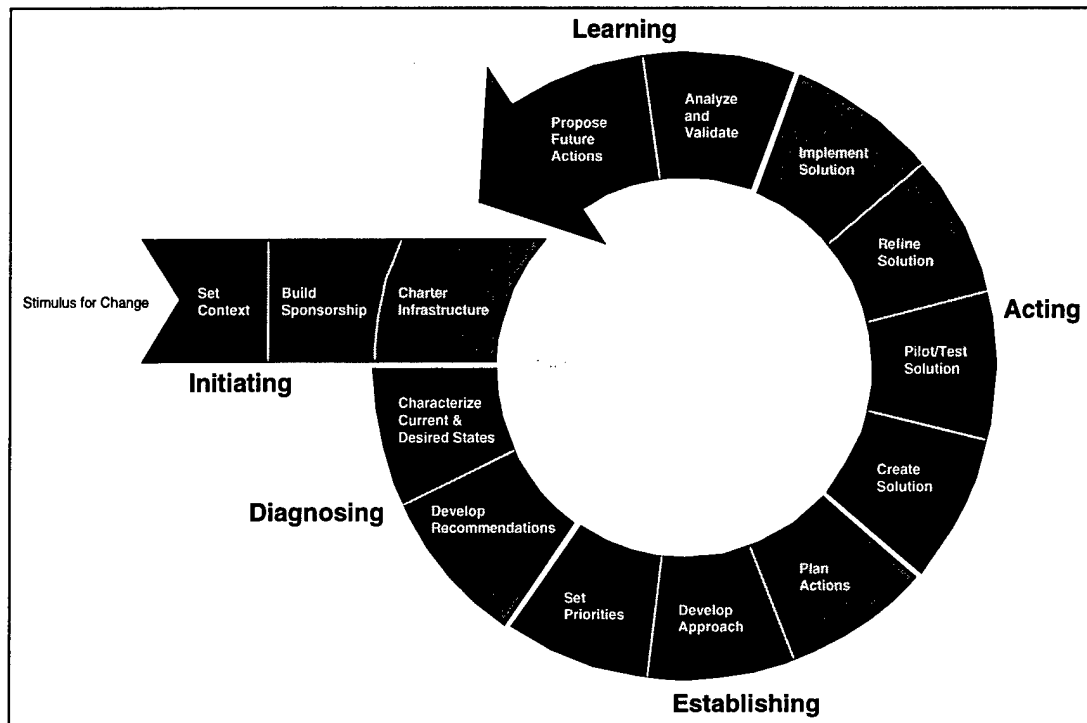 Learning
Propose
Future
Actions
Analyze
and
Validate
Implement
Solution
Refine
Solution
Acting
Pilot/Test
Solution
Create
Solution
Stimulus for Change
Set
Context
Build
Sponsorship
Charter
Infrastructure
Initiating
Characterize
Current &
Desired States
Diagnosing
Develop
Recommendations
Set
Priorities
Develop
Approach
Plan
Actions
Establishing